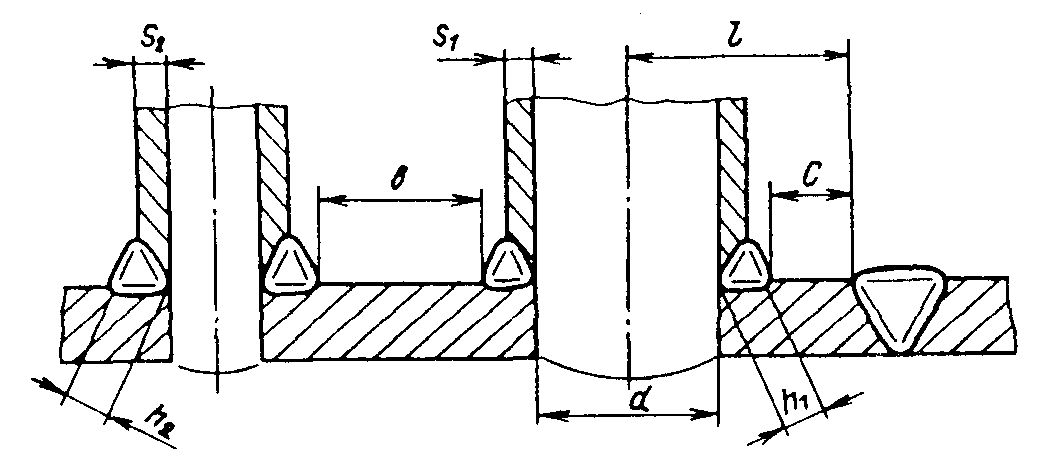 S₂
S₁
l
в
C
d
h₁
h₂